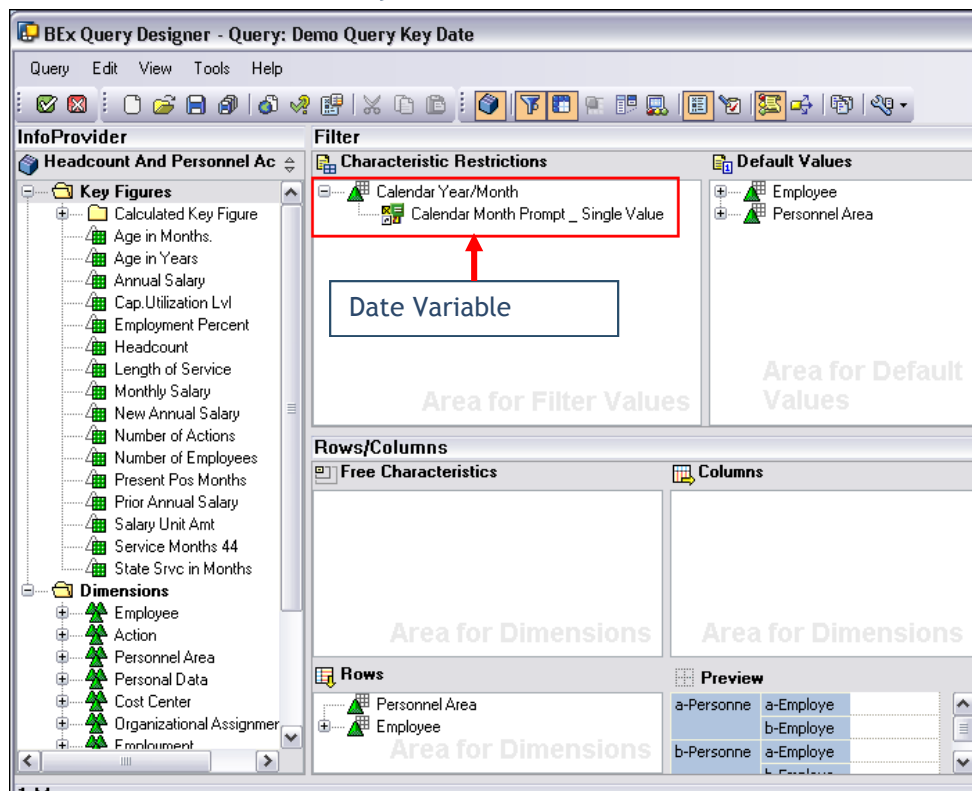 BEx Query Designer - Query: Demo Query Key Date
Query Edit View Tools Help
InfoProvider
Headcount And Personnel Ac
Key Figures
Calculated Key Figure
Age in Months.
Age in Years
Annual Salary
Cap.Utilization Lvl
Employment Percent
Headcount
Length of Service
Monthly Salary
New Annual Salary
Number of Actions
Number of Employees
Present Pos Months
Prior Annual Salary
Salary Unit Amt
Service Months 44
State Srvc in Months
Dimensions
Employee
Action
Personnel Area
Personal Data
Cost Center
Organizational Assignmer
Employment
Filter
Characteristic Restrictions
Calendar Year/Month
Calendar Month Prompt _ Single Value
Date Variable
Area for Filter Values
Default Values
Employee
Personnel Area
Area for Default
Values
Rows/Columns
Free Characteristics
Area for Dimensions
Columns
Area for Dimensions
Rows
Personnel Area
Employee
Area for Dimensions
Preview
a-Personne a-Employe
b-Employe
b-Personne a-Employe